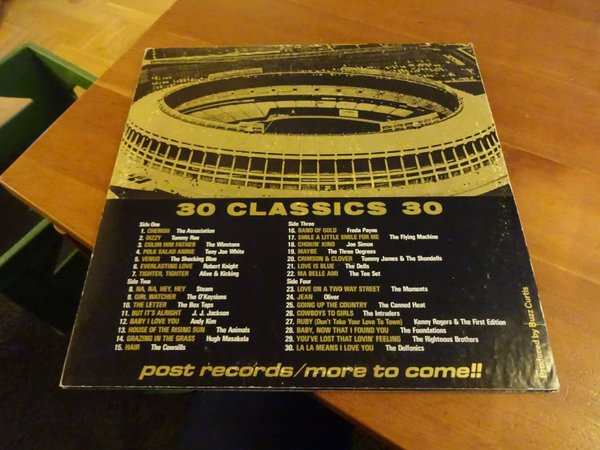 30 CLASSICS 30
Side One
1. CHERISH The Association
2. DIZZY Tommy Roe
3. COLOR HIM FATHER The Winstons
4. POLK SALAD ANNIE Tony Joe White
5. VENUS The Shocking Blue
6. EVERLASTING LOVE Robert Knight
7. TIGHTER, TIGHTER Alive & Kicking
Side Two
8. NA, NA, HEY, HEY Steam
9. GIRL WATCHER The O'Kaysions
10. THE LETTER The Box Tops
11. BUT IT'S ALRIGHT J. J. Jackson
12. BABY I LOVE YOU Andy Kim
13. HOUSE OF THE RISING SUN The Animals
14. GRAZING IN THE GRASS Hugh Masakela
15. HAIR The Cowsills
Side Three
16. BAND OF GOLD Freda Payne
17. SMILE A LITTLE SMILE FOR ME The Flying Machine
18. CHOKIN' KIND Joe Simon
19. MAYBE The Three Degrees
20. CRIMSON & CLOVER Tommy James & The Shondells
21. LOVE IS BLUE The Dells
22. MA BELLE AMI The Tee Set
Side Four
23. LOVE ON A TWO WAY STREET The Moments
24. JEAN Oliver
25. GOING UP THE COUNTRY The Canned Heat
26. COWBOYS TO GIRLS The Intruders
27. RUBY (Don't Take Your Love To Town) Kenny Rogers & The First Edition
28. BABY, NOW THAT I FOUND YOU The Foundations
29. YOU'VE LOST THAT LOVIN' FEELING The Righteous Brothers
30. LA LA MEANS I LOVE YOU The Delfonics
Produced by Buzz Curtis
post records/more to come!!